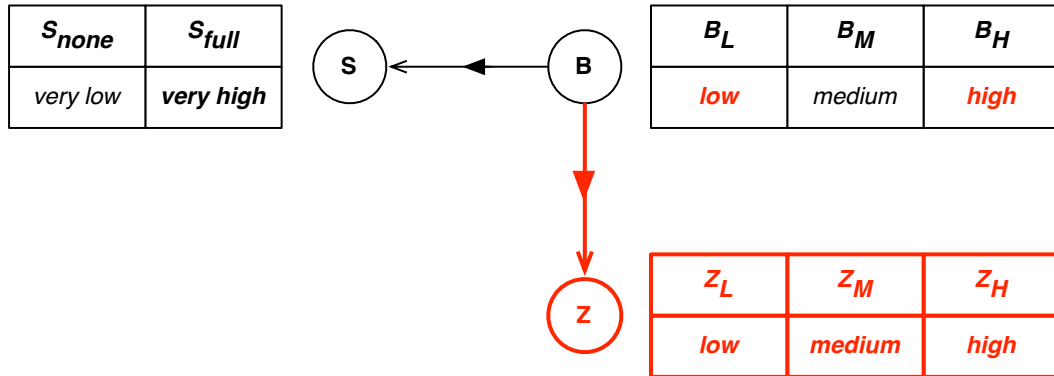 S_none S_full S B B_L B_M B_H
very low very high low medium high
Z Z_L Z_M Z_H
low medium high